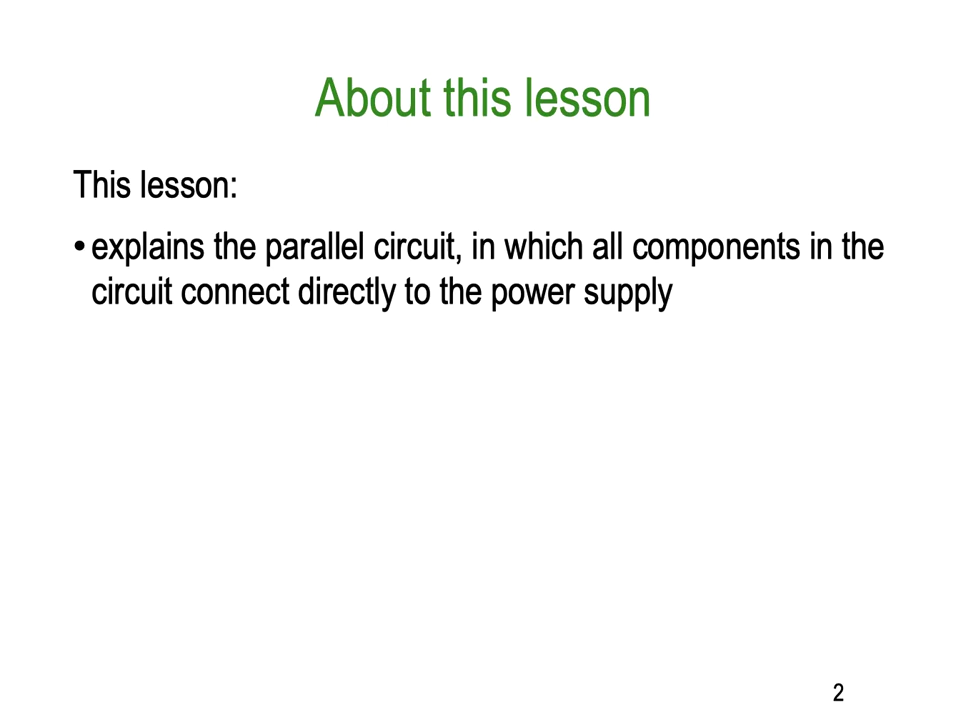 About this lesson
This lesson:
• explains the parallel circuit, in which all components in the
circuit connect directly to the power supply
2